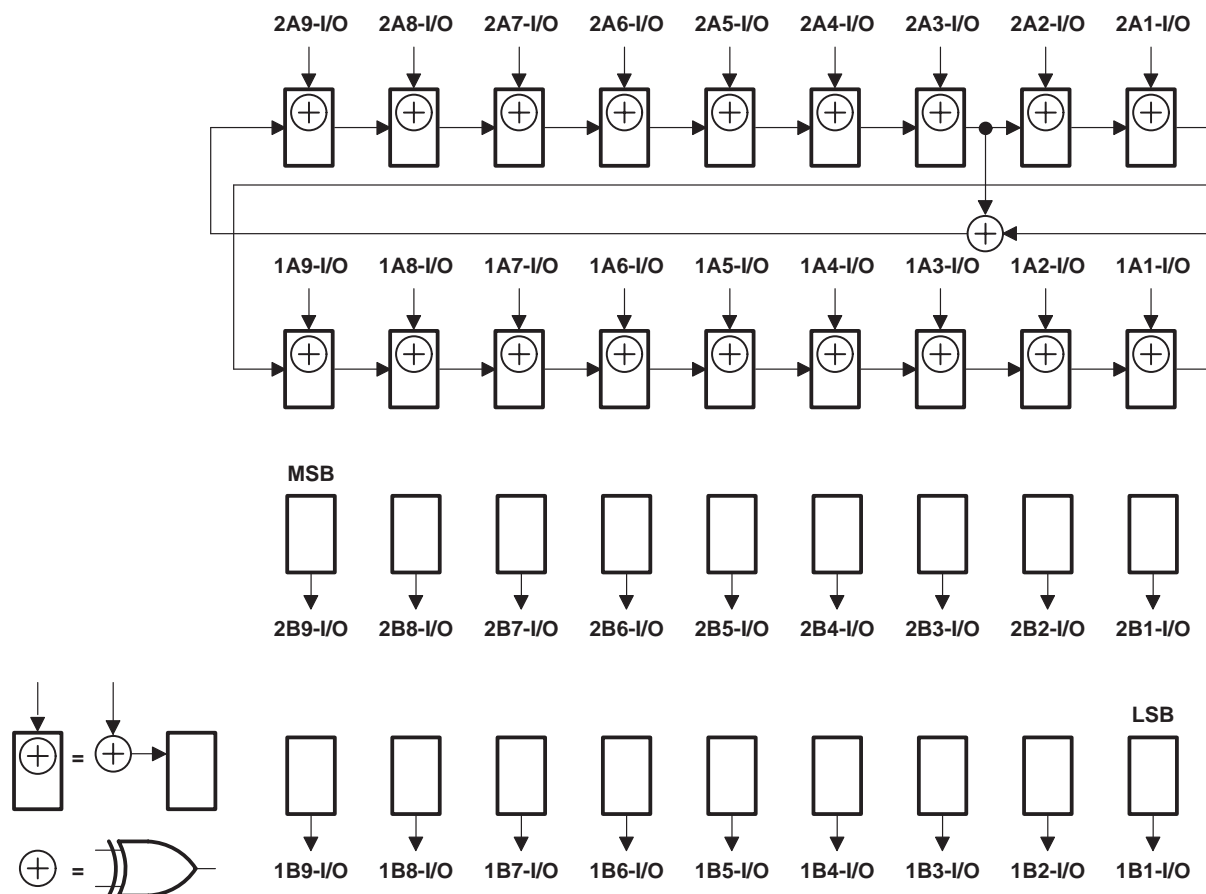 2A9-I/O 2A8-I/O 2A7-I/O 2A6-I/O 2A5-I/O 2A4-I/O 2A3-I/O 2A2-I/O 2A1-I/O
1A9-I/O 1A8-I/O 1A7-I/O 1A6-I/O 1A5-I/O 1A4-I/O 1A3-I/O 1A2-I/O 1A1-I/O
MSB
2B9-I/O 2B8-I/O 2B7-I/O 2B6-I/O 2B5-I/O 2B4-I/O 2B3-I/O 2B2-I/O 2B1-I/O
LSB
=
=
1B9-I/O 1B8-I/O 1B7-I/O 1B6-I/O 1B5-I/O 1B4-I/O 1B3-I/O 1B2-I/O 1B1-I/O